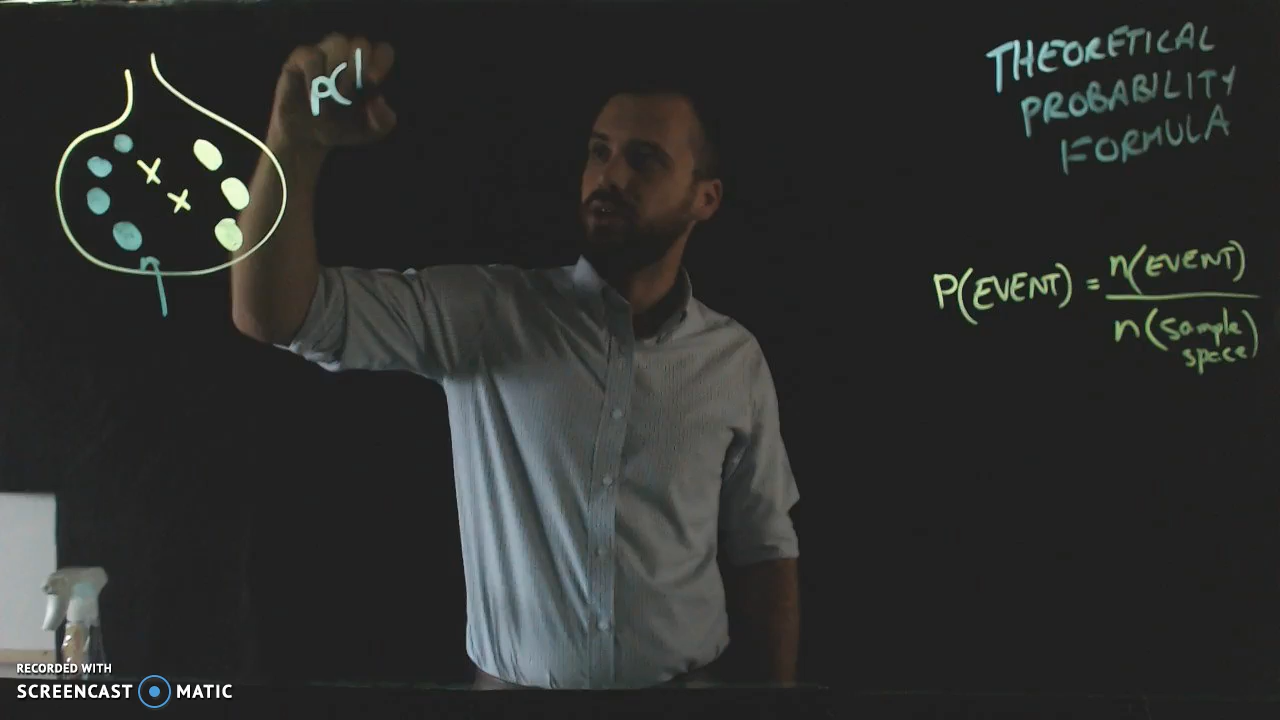 P(
THEORETICAL
PROBABILITY
FORMULA
P(EVENT) = n(EVENT)
n(sample
space)
RECORDED WITH
SCREENCAST MATIC